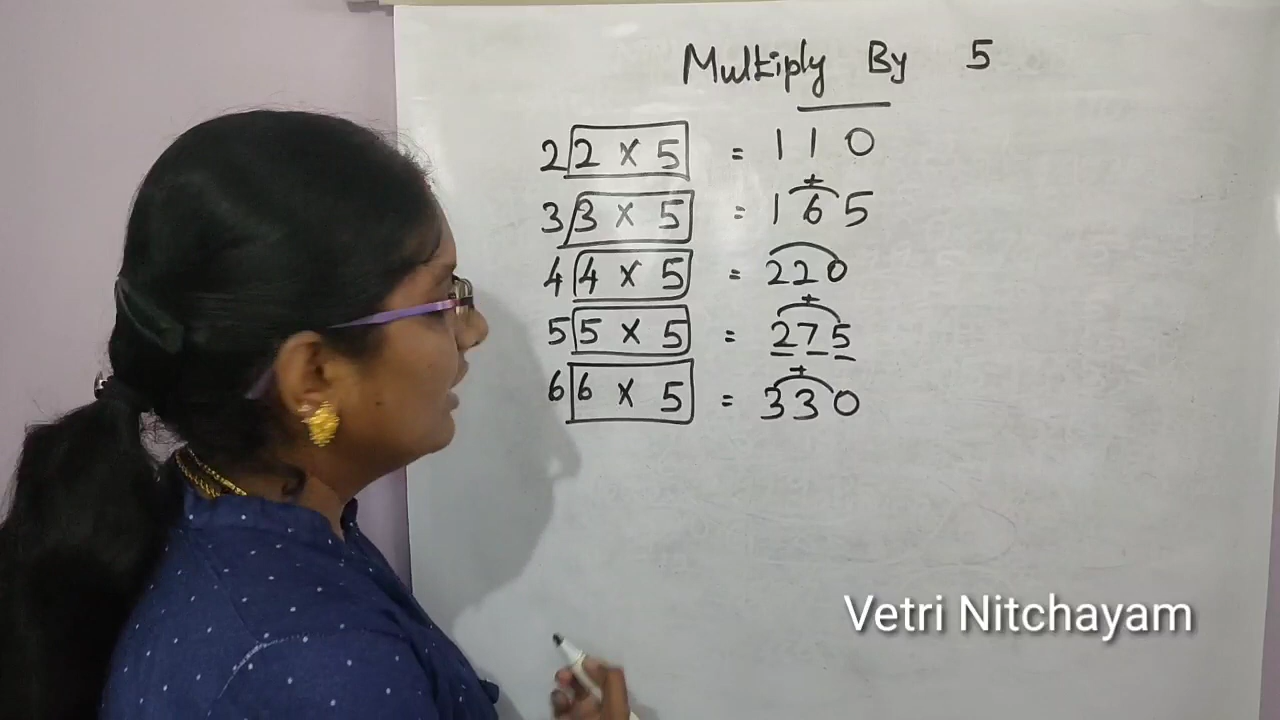 Multiply By 5
22 × 5 = 110
33 × 5 = 165
44 × 5 = 220
55 × 5 = 275
66 × 5 = 330
Vetri Nitchayam